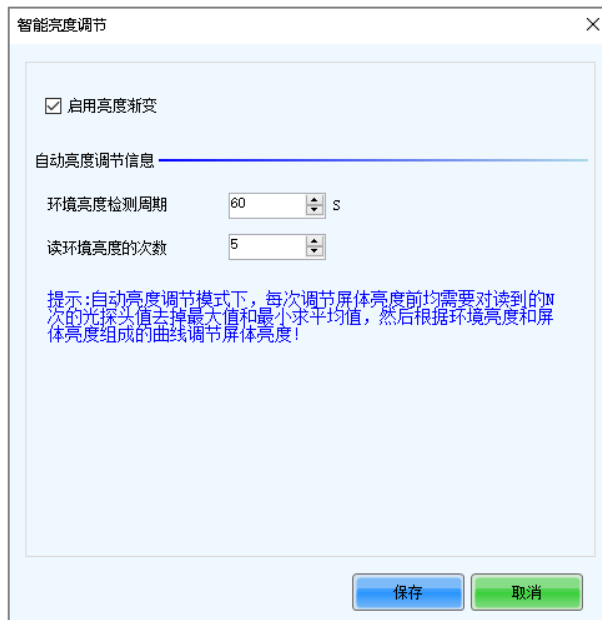 智能亮度调节
启用亮度渐变
自动亮度调节信息
环境亮度检测周期 60 S
读环境亮度的次数 5
提示:自动亮度调节模式下，每次调节屏体亮度前均需要对读到的N
次的光探头值去掉最大值和最小求平均值，然后根据环境亮度和屏
体亮度组成的曲线调节屏体亮度!
保存 取消